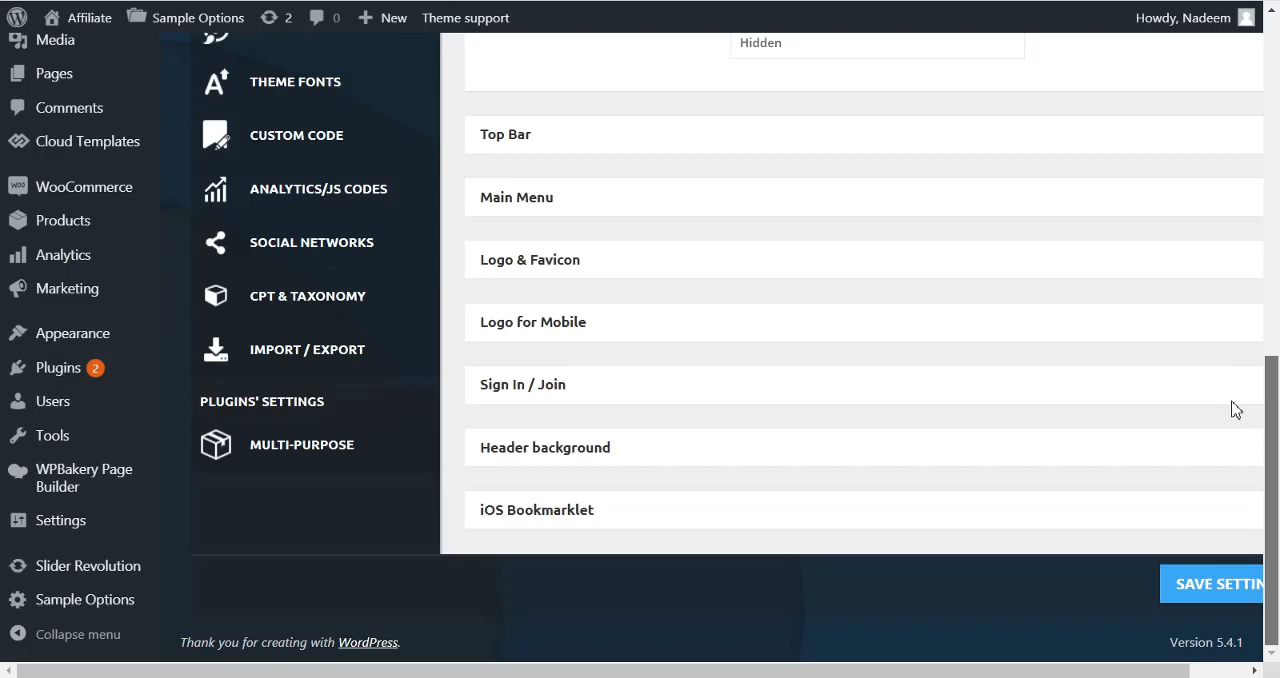 Affiliate
Sample Options
2
0
New
Theme support
Howdy, Nadeem
Media
Pages
Comments
Cloud Templates
WOO
WooCommerce
Products
Analytics
Marketing
Appearance
Plugins 2
Users
Tools
WPBakery Page
Builder
Settings
Slider Revolution
Sample Options
Collapse menu
THEME FONTS
CUSTOM CODE
ANALYTICS/JS CODES
SOCIAL NETWORKS
CPT & TAXONOMY
IMPORT / EXPORT
PLUGINS' SETTINGS
MULTI-PURPOSE
Hidden
Top Bar
Main Menu
Logo & Favicon
Logo for Mobile
Sign In / Join
Header background
iOS Bookmarklet
SAVE SETTIN
Thank you for creating with WordPress.
Version 5.4.1